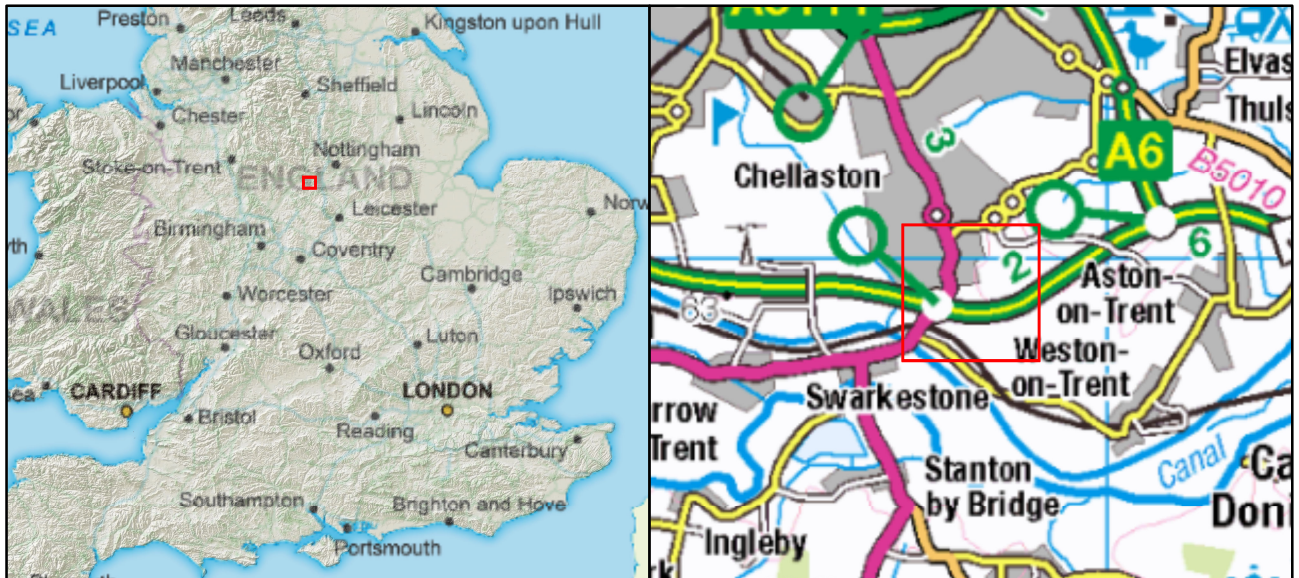 SEA
Preston
Leeds
Kingston upon Hull
Manchester
Liverpool
Sheffield
Chester
Lincoln
Stoke-on-Trent
Nottingham
ENGLAND
Leicester
Birmingham
Coventry
Cambridge
WALES
Worcester
Ipswich
Gloucester
Oxford
Luton
CARDIFF
LONDON
Bristol
Reading
Canterbury
Southampton
Brighton and Hove
Portsmouth
Elvas
Thuls
3
A6
B5010
Chellaston
6
2
Aston-
on-Trent
63
Weston-
on-Trent
Swarkestone
rrow
Trent
Canal
Stanton
by Bridge
Ca
Doni
Ingleby